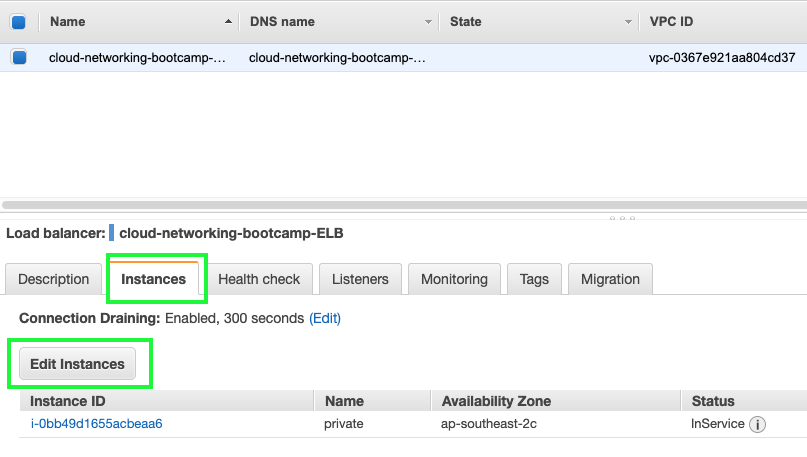 Name DNS name State VPC ID
cloud-networking-bootcamp-... cloud-networking-bootcamp-... vpc-0367e921aa804cd37
Load balancer: cloud-networking-bootcamp-ELB
Description Instances Health check Listeners Monitoring Tags Migration
Connection Draining: Enabled, 300 seconds (Edit)
Edit Instances
Instance ID Name Availability Zone Status
i-0bb49d1655acbeaa6 private ap-southeast-2c InService i